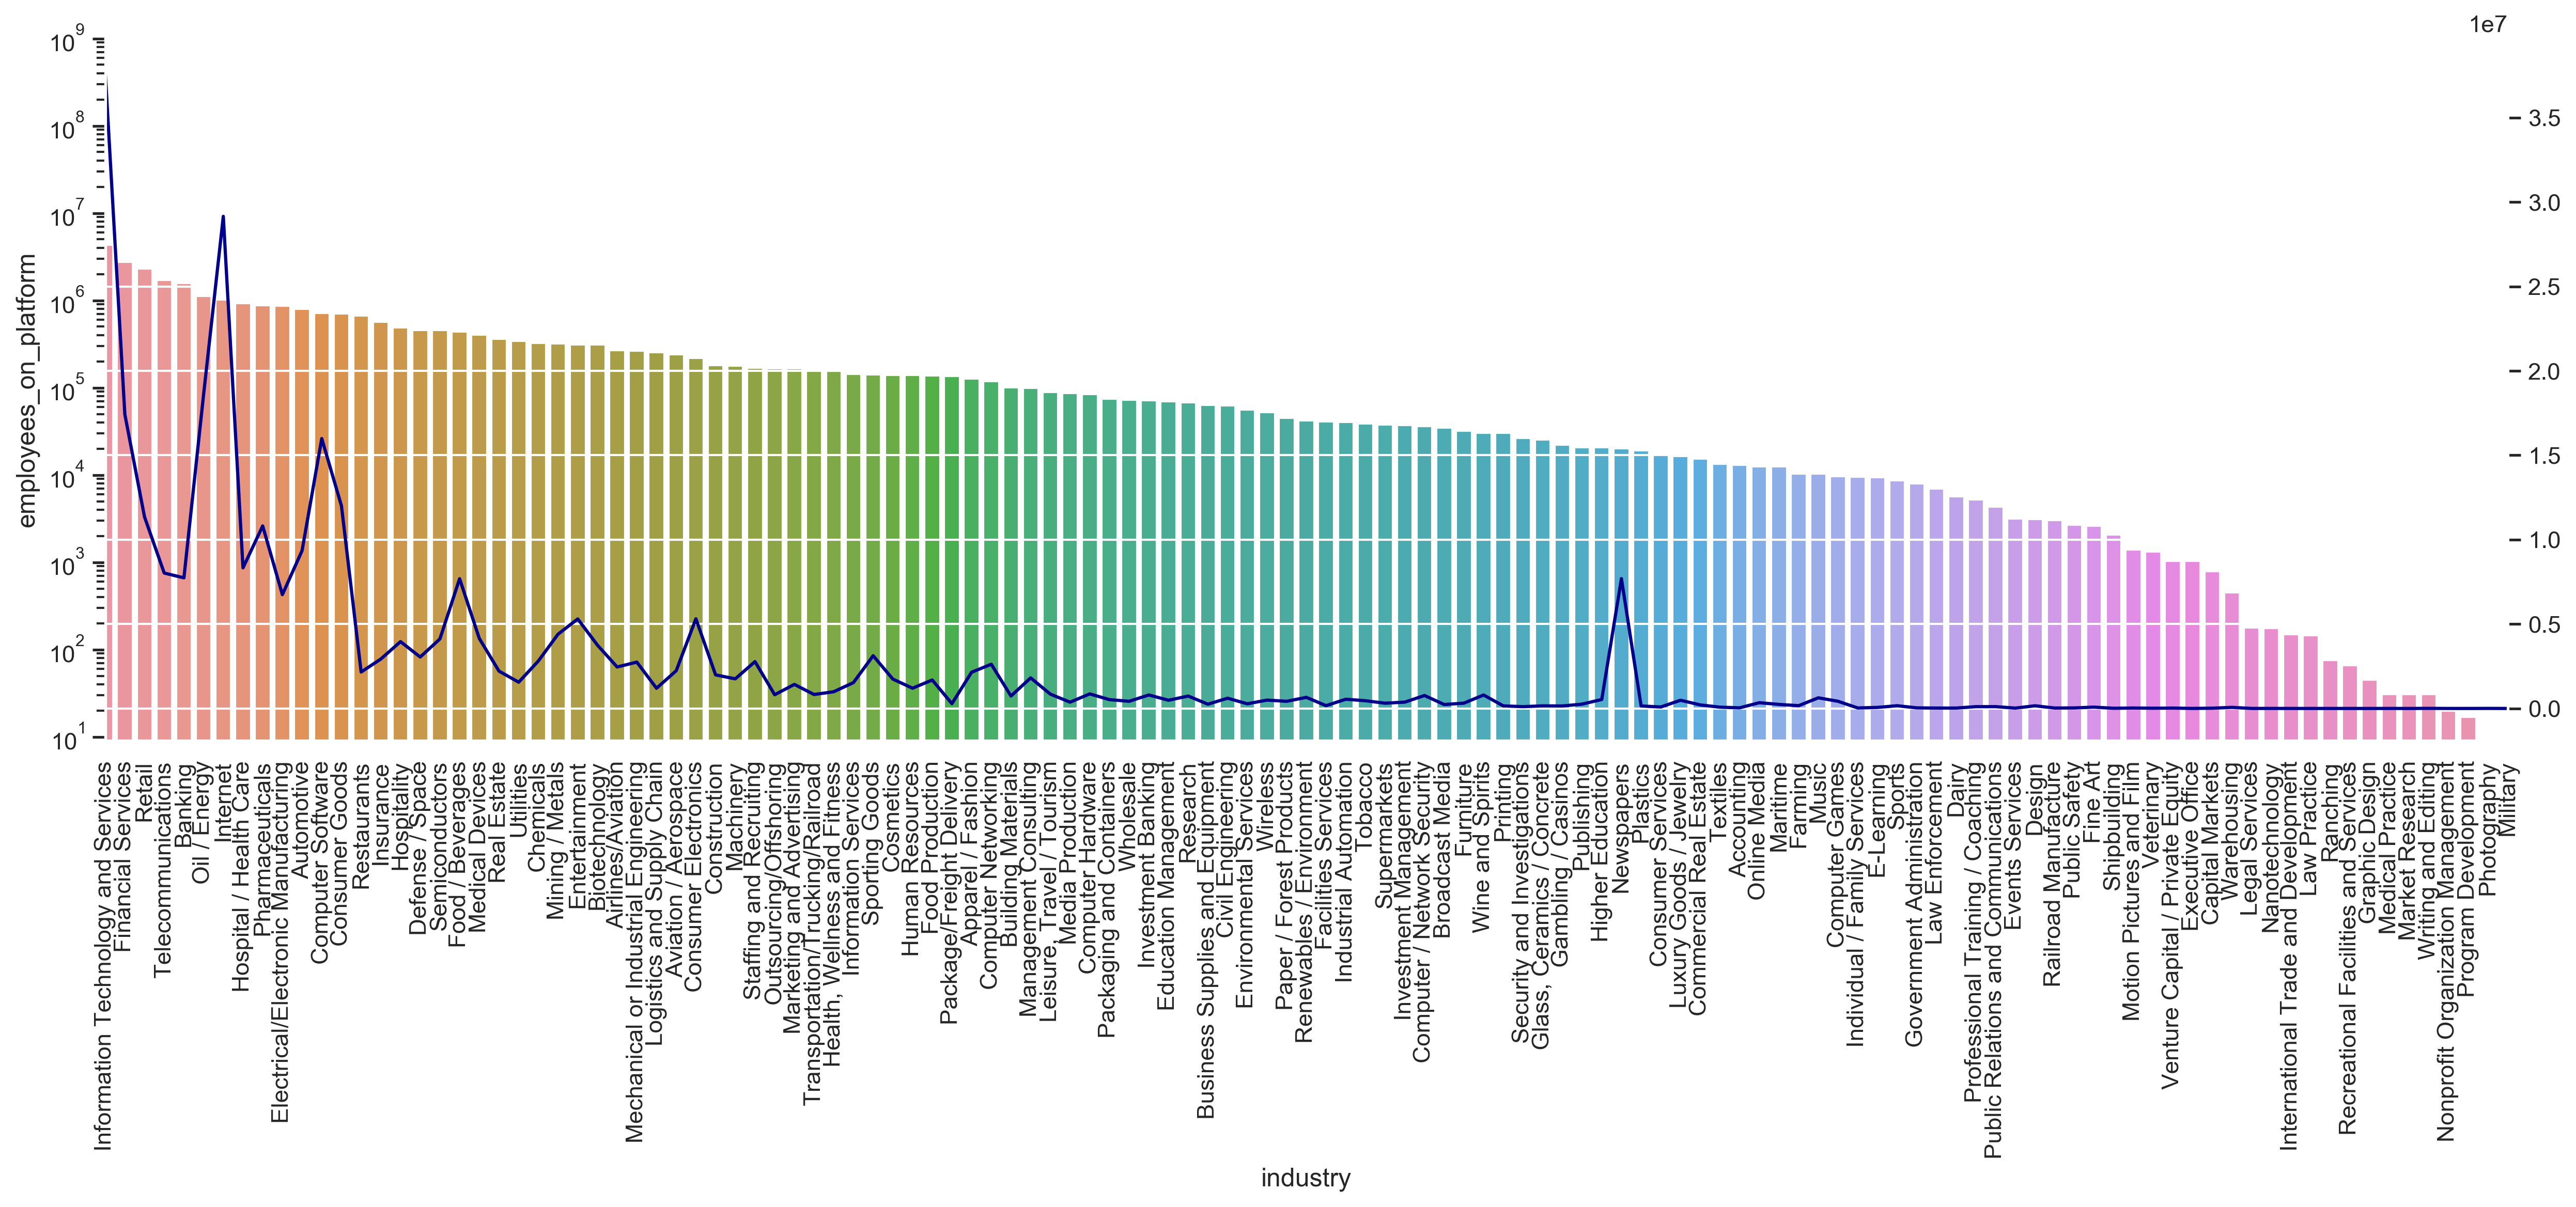 1e7
10^9
10^8
10^7
10^6
10^5
10^4
10^3
10^2
10^1
employees_on_platform
3.5
3.0
2.5
2.0
1.5
1.0
0.5
0.0
Information Technology and Services
Financial Services
Retail
Telecommunications
Banking
Oil / Energy
Internet
Hospital / Health Care
Pharmaceuticals
Electrical/Electronic Manufacturing
Automotive
Computer Software
Consumer Goods
Restaurants
Insurance
Hospitality
Defense / Space
Semiconductors
Food / Beverages
Medical Devices
Real Estate
Utilities
Chemicals
Mining / Metals
Entertainment
Biotechnology
Airlines/Aviation
Mechanical or Industrial Engineering
Logistics and Supply Chain
Aviation / Aerospace
Consumer Electronics
Construction
Machinery
Staffing and Recruiting
Outsourcing/Offshoring
Marketing and Advertising
Transportation/Trucking/Railroad
Health, Wellness and Fitness
Information Services
Sporting Goods
Cosmetics
Human Resources
Food Production
Package/Freight Delivery
Apparel / Fashion
Computer Networking
Building Materials
Management Consulting
Leisure, Travel / Tourism
Media Production
Computer Hardware
Packaging and Containers
Wholesale
Investment Banking
Education Management
Research
Business Supplies and Equipment
Civil Engineering
Environmental Services
Wireless
Paper / Forest Products
Renewables / Environment
Facilities Services
Industrial Automation
Tobacco
Supermarkets
Investment Management
Computer / Network Security
Broadcast Media
Furniture
Wine and Spirits
Printing
Security and Investigations
Glass, Ceramics / Concrete
Gambling / Casinos
Publishing
Higher Education
Newspapers
Plastics
Consumer Services
Luxury Goods / Jewelry
Commercial Real Estate
Textiles
Accounting
Online Media
Maritime
Farming
Music
Computer Games
Individual / Family Services
E-Learning
Sports
Government Administration
Law Enforcement
Dairy
Professional Training / Coaching
Public Relations and Communications
Events Services
Design
Railroad Manufacture
Public Safety
Fine Art
Shipbuilding
Motion Pictures and Film
Veterinary
Venture Capital / Private Equity
Executive Office
Capital Markets
Warehousing
Legal Services
Nanotechnology
International Trade and Development
Law Practice
Ranching
Recreational Facilities and Services
Graphic Design
Medical Practice
Market Research
Writing and Editing
Nonprofit Organization Management
Program Development
Photography
Military
industry